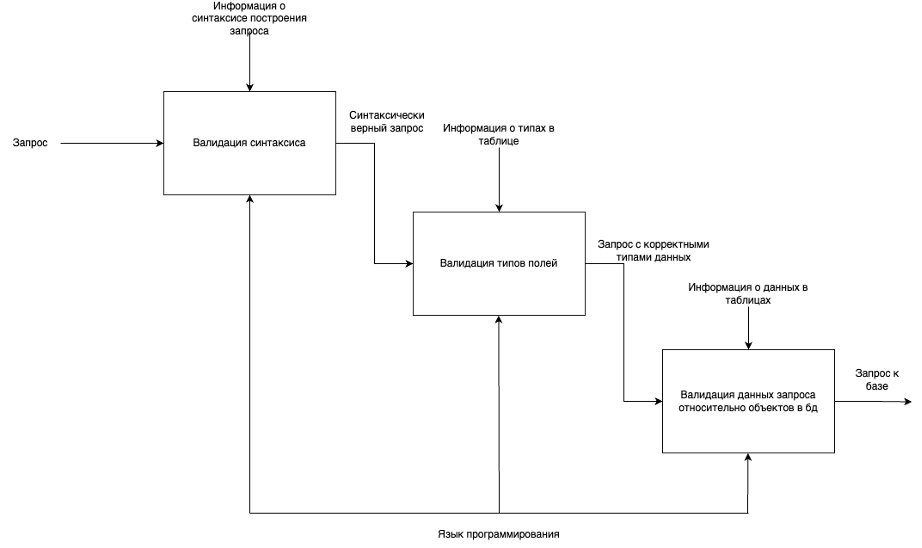 Информация о
синтаксисе построения
запроса
Запрос
Валидация синтаксиса
Синтаксически
верный запрос
Информация о типах в
таблице
Валидация типов полей
Запрос с корректными
типами данных
Информация о данных в
таблицах
Валидация данных запроса
относительно объектов в бд
Запрос к
базе
Язык программирования